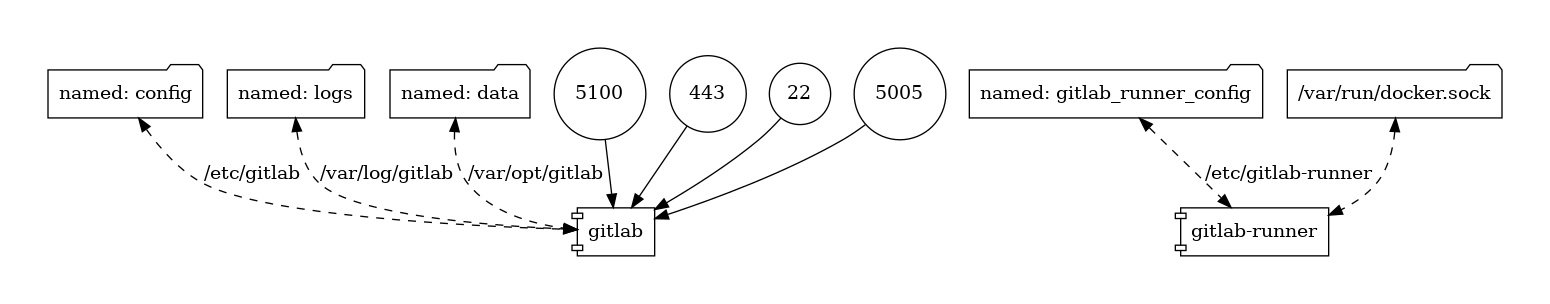 named: config
named: logs
named: data
5100
443
22
5005
named: gitlab_runner_config
/var/run/docker.sock
/etc/gitlab
/var/log/gitlab
/var/opt/gitlab
/etc/gitlab-runner
gitlab
gitlab-runner